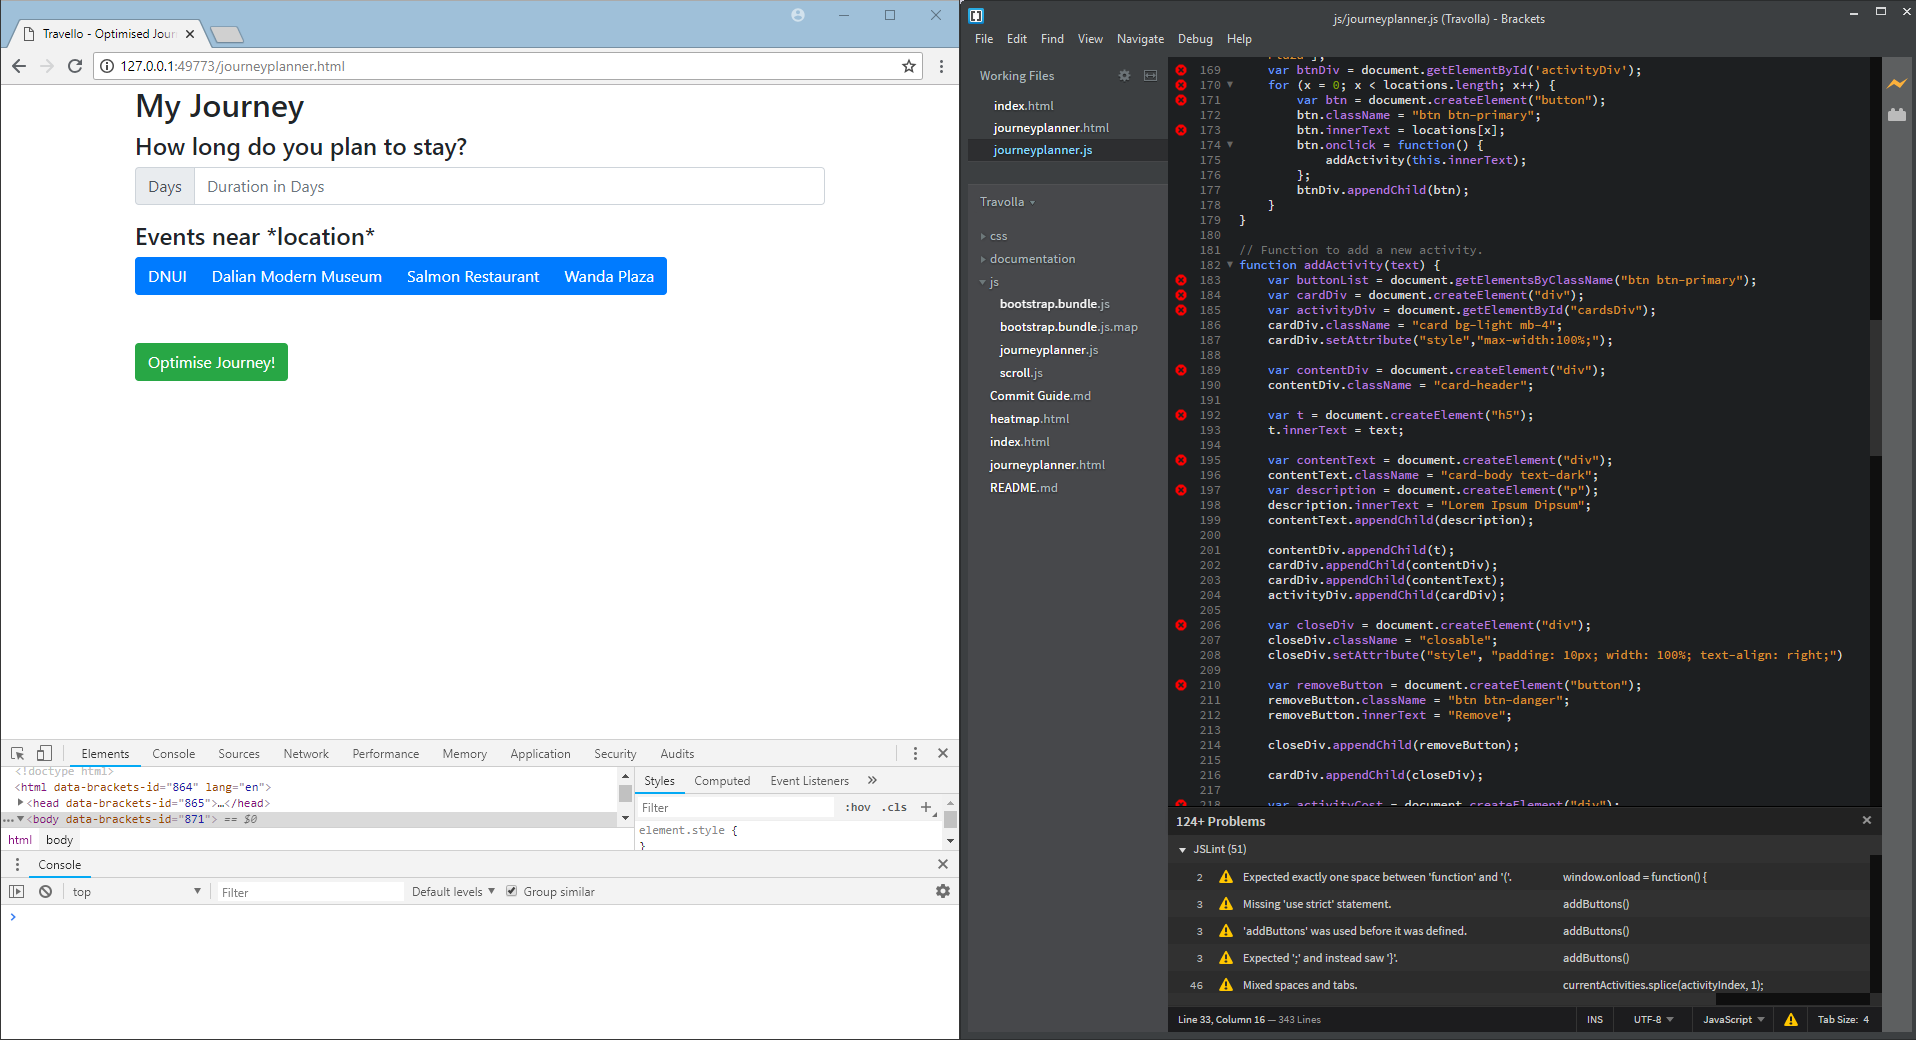 Travello - Optimised Jour
127.0.0.1:49773/journeyplanner.html
My Journey
How long do you plan to stay?
Days Duration in Days
Events near *location*
DNUI Dalian Modern Museum Salmon Restaurant Wanda Plaza
Optimise Journey!
Elements Console Sources Network Performance Memory Application Security Audits
<!doctype html>
<html data-brackets-id="864" lang="en">
<head data-brackets-id="865">…</head>
<body data-brackets-id="871"> == $0
html body
Styles Computed Event Listeners »
Filter :hov .cls +
element.style {
}
Console
top Filter Default levels Group similar
js/journeyplanner.js (Travolla) - Brackets
File Edit Find View Navigate Debug Help
Working Files
index.html
journeyplanner.html
journeyplanner.js
Travolla
css
documentation
js
bootstrap.bundle.js
bootstrap.bundle.js.map
journeyplanner.js
scroll.js
Commit Guide.md
heatmap.html
index.html
journeyplanner.html
README.md
169 var btnDiv = document.getElementById('activityDiv');
170 for (x = 0; x < locations.length; x++) {
171 var btn = document.createElement("button");
172 btn.className = "btn btn-primary";
173 btn.innerText = locations[x];
174 btn.onclick = function() {
175 addActivity(this.innerText);
176 };
177 btnDiv.appendChild(btn);
178 }
179 }
180
181 // Function to add a new activity.
182 function addActivity(text) {
183 var buttonList = document.getElementsByClassName("btn btn-primary");
184 var cardDiv = document.createElement("div");
185 var activityDiv = document.getElementById("cardsDiv");
186 cardDiv.className = "card bg-light mb-4";
187 cardDiv.setAttribute("style","max-width:100%;");
188
189 var contentDiv = document.createElement("div");
190 contentDiv.className = "card-header";
191
192 var t = document.createElement("h5");
193 t.innerText = text;
194
195 var contentText = document.createElement("div");
196 contentText.className = "card-body text-dark";
197 var description = document.createElement("p");
198 description.innerText = "Lorem Ipsum Dipsum";
199 contentText.appendChild(description);
200
201 contentDiv.appendChild(t);
202 cardDiv.appendChild(contentDiv);
203 cardDiv.appendChild(contentText);
204 activityDiv.appendChild(cardDiv);
205
206 var closeDiv = document.createElement("div");
207 closeDiv.className = "closable";
208 closeDiv.setAttribute("style", "padding: 10px; width: 100%; text-align: right;")
209
210 var removeButton = document.createElement("button");
211 removeButton.className = "btn btn-danger";
212 removeButton.innerText = "Remove";
213
214 closeDiv.appendChild(removeButton);
215
216 cardDiv.appendChild(closeDiv);
217
218 var activityCost = document.createElement("div");
124+ Problems
JSLint (51)
2 Expected exactly one space between 'function' and '('. window.onload = function() {
3 Missing 'use strict' statement. addButtons()
3 'addButtons' was used before it was defined. addButtons()
3 Expected ';' and instead saw '}'. addButtons()
46 Mixed spaces and tabs. currentActivities.splice(activityIndex, 1);
Line 33, Column 16 — 343 Lines INS UTF-8 JavaScript Tab Size: 4